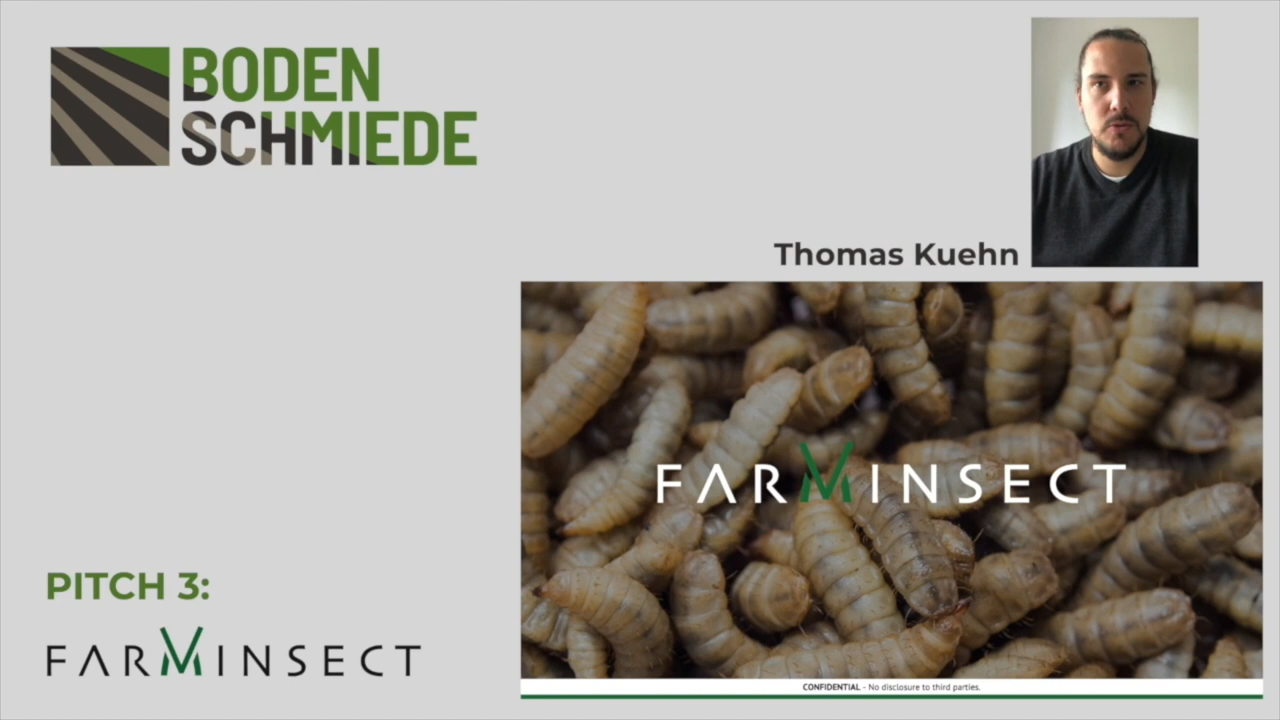 BODEN
SCHMIEDE
Thomas Kuehn
FARMINSECT
CONFIDENTIAL - No disclosure to third parties.
PITCH 3:
FARMINSECT